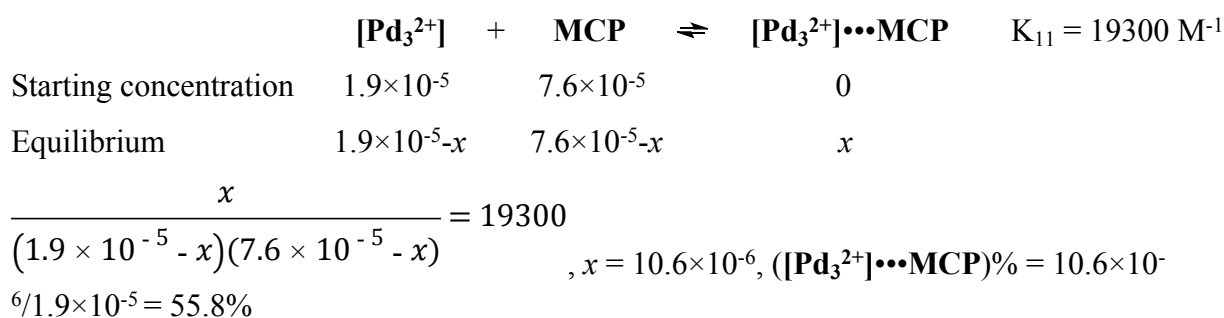 [Pd₃²⁺] + MCP ⇌ [Pd₃²⁺]•••MCP K₁₁ = 19300 M⁻¹
Starting concentration 1.9×10⁻⁵ 7.6×10⁻⁵ 0
Equilibrium 1.9×10⁻⁵-x 7.6×10⁻⁵-x x
x
(1.9 × 10⁻⁵ - x)(7.6 × 10⁻⁵ - x) = 19300
, x = 10.6×10⁻⁶, ([Pd₃²⁺]•••MCP)% = 10.6×10⁻
⁶/1.9×10⁻⁵ = 55.8%